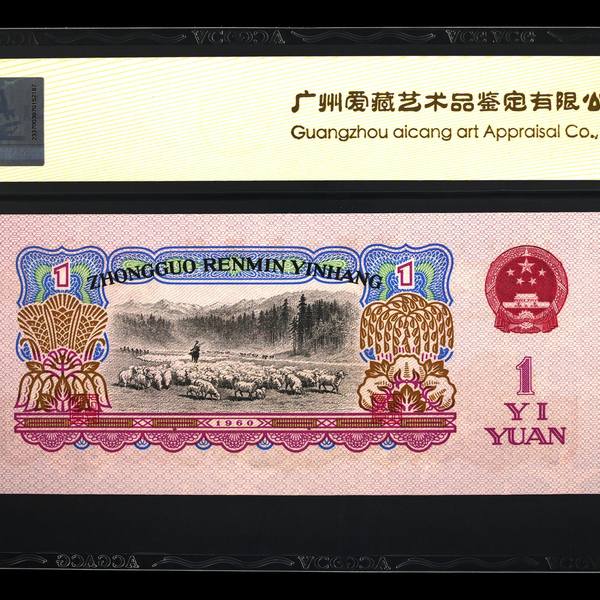 广州爱藏艺术品鉴定有限公
Guangzhou aicang art Appraisal Co.,
ZHONGGUO RENMIN YINHANG
1
1
1960
1
YI
YUAN